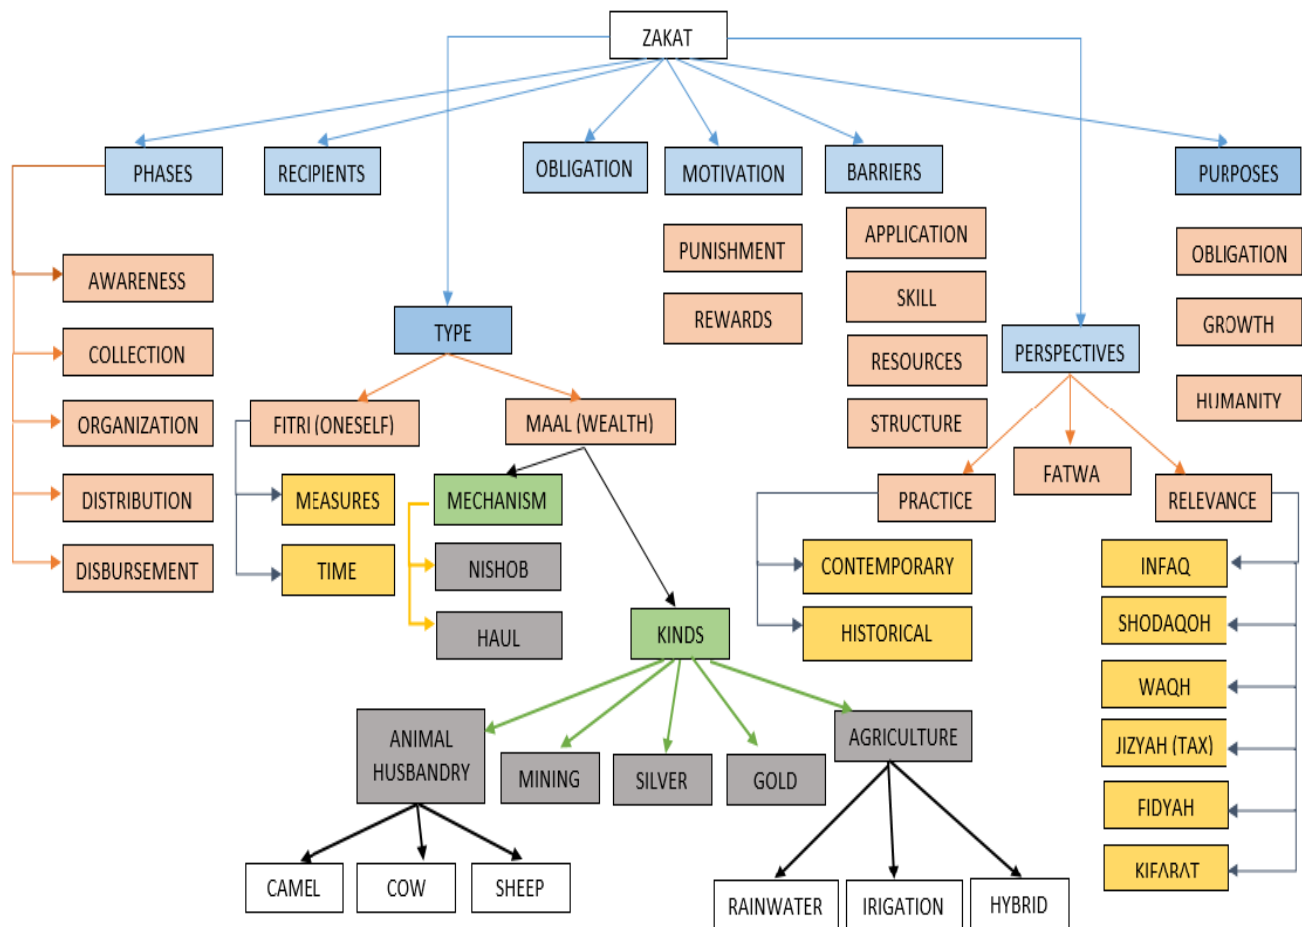 ZAKAT
PHASES
RECIPIENTS
OBLIGATION
MOTIVATION
BARRIERS
PURPOSES
AWARENESS
COLLECTION
ORGANIZATION
DISTRIBUTION
DISBURSEMENT
TYPE
FITRI (ONESELF)
MAAL (WEALTH)
MEASURES
TIME
MECHANISM
NISHOB
HAUL
KINDS
ANIMAL
HUSBANDRY
MINING
SILVER
GOLD
AGRICULTURE
CAMEL
COW
SHEEP
RAINWATER
IRIGATION
HYBRID
PUNISHMENT
REWARDS
APPLICATION
SKILL
RESOURCES
STRUCTURE
PERSPECTIVES
PRACTICE
FATWA
RELEVANCE
CONTEMPORARY
HISTORICAL
INFAQ
SHODAQOH
WAQH
JIZYAH (TAX)
FIDYAH
KIFARAT
OBLIGATION
GROWTH
HUMANITY